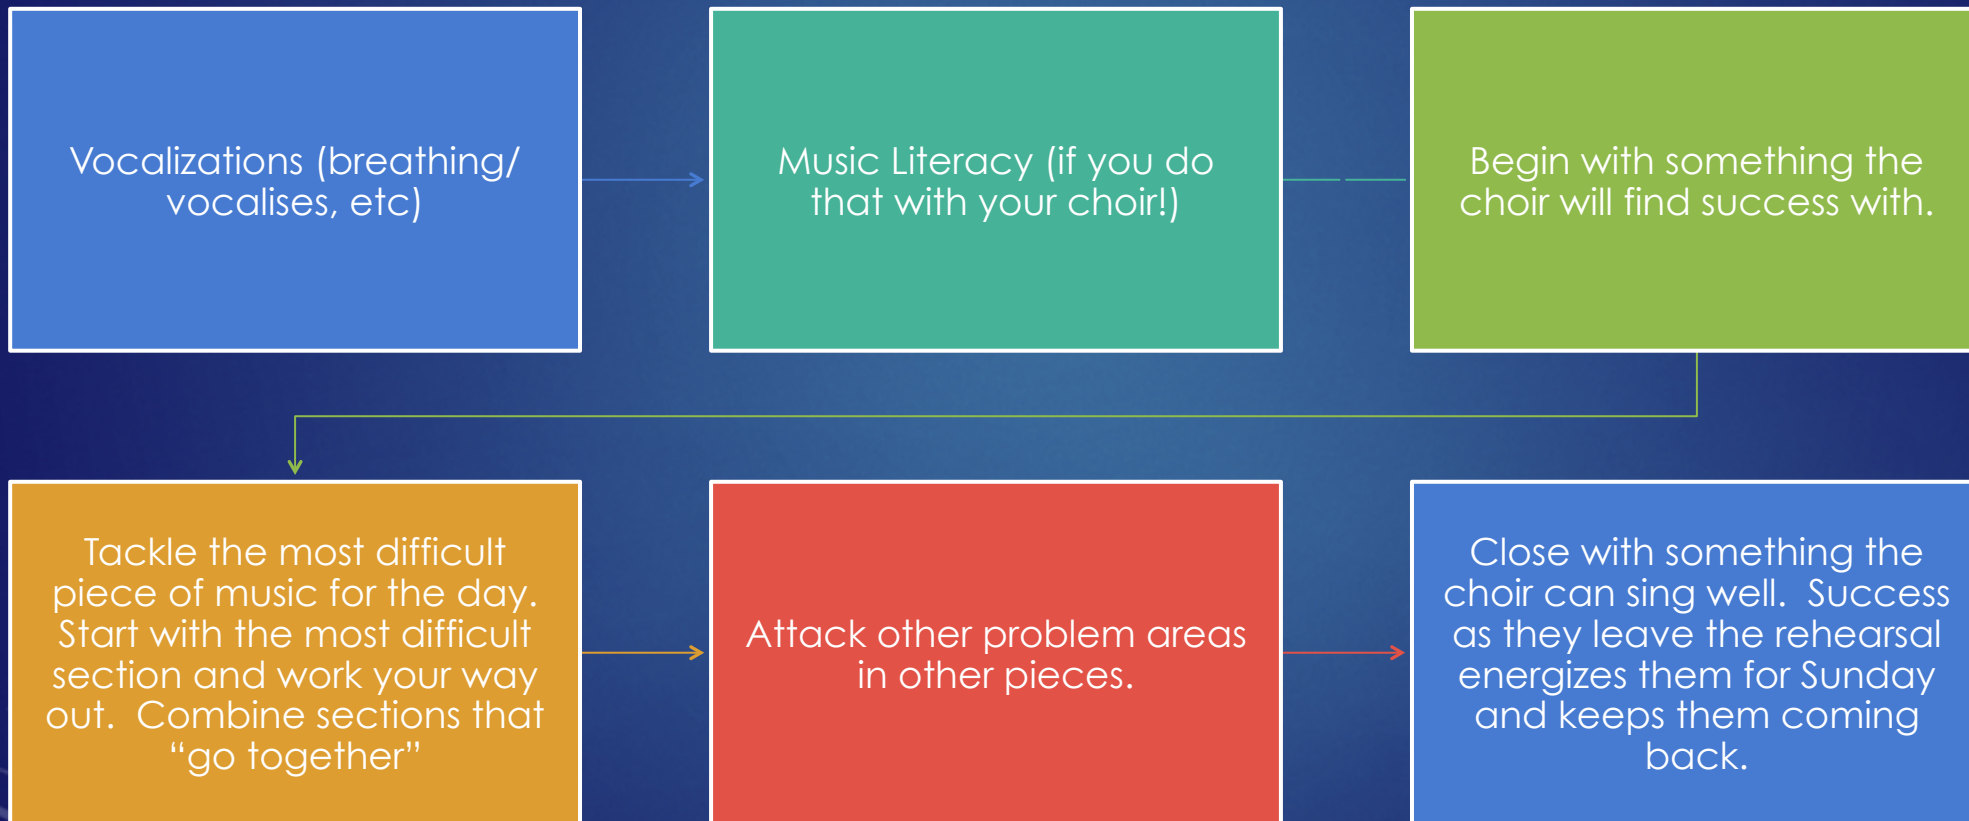 Vocalizations (breathing/
vocalises, etc)
Music Literacy (if you do
that with your choir!)
Begin with something the
choir will find success with.
Tackle the most difficult
piece of music for the day.
Start with the most difficult
section and work your way
out.  Combine sections that
“go together”
Attack other problem areas
in other pieces.
Close with something the
choir can sing well.  Success
as they leave the rehearsal
energizes them for Sunday
and keeps them coming
back.